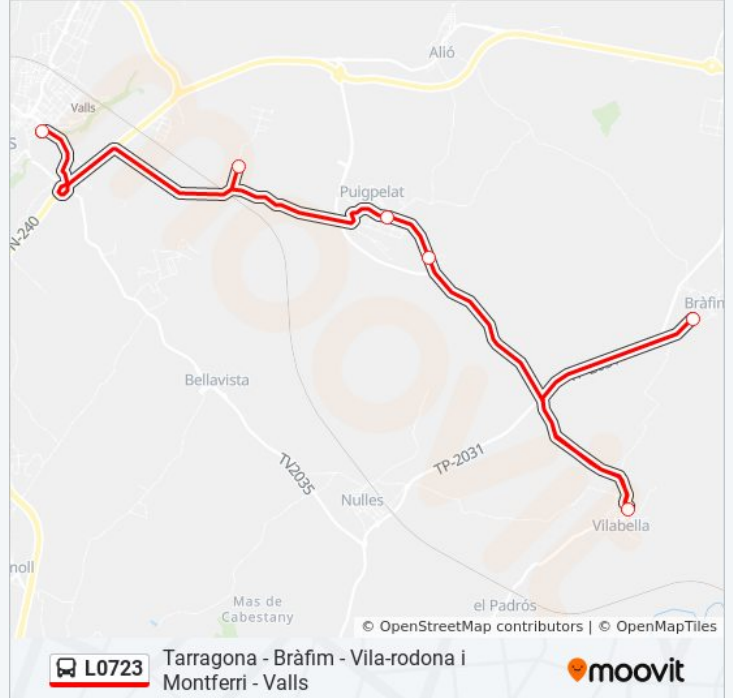 Alió
Valls
S
Puigpelat
N-240
Bràfim
Bellavista
TP-2031
TV2035
Nulles
Vilabella
moll
Mas de
Cabestany
el Padrós
© OpenStreetMap contributors | © OpenMapTiles
L0723
Tarragona - Bràfim - Vila-rodona i
Montferri - Valls
moovit